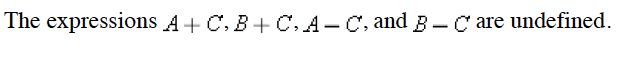 The expressions A + C, B + C, A – C, and B – C are undefined.